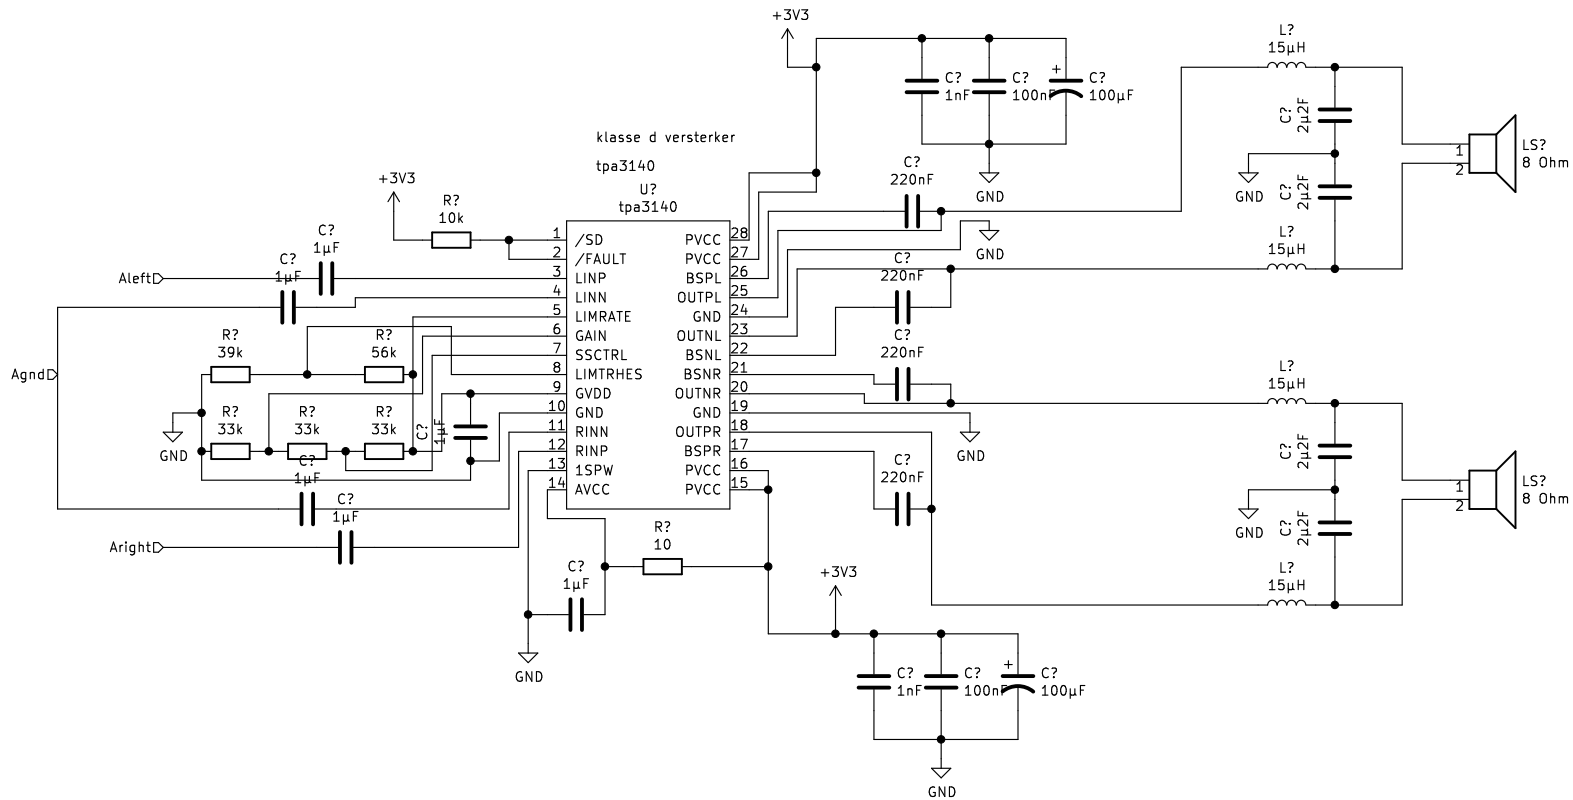 +3V3
C?
1nF
C?
100nF
+
C?
100µF
GND
L?
15µH
C?
2µ2F
GND
C?
2µ2F
L?
15µH
1
2
LS?
8 Ohm
klasse d versterker
tpa3140
U?
tpa3140
+3V3
R?
10k
C?
1µF
C?
1µF
Aleft
Agnd
Aright
R?
39k
R?
56k
R?
33k
R?
33k
R?
33k
GND
C?
1µF
C?
1µF
C?
1µF
1 /SD
2 /FAULT
3 LINP
4 LINN
5 LIMRATE
6 GAIN
7 SSCTRL
8 LIMTRHES
9 GVDD
10 GND
11 RINN
12 RINP
13 1SPW
14 AVCC
PVCC 28
PVCC 27
BSPL 26
OUTPL 25
GND 24
OUTNL 23
BSNL 22
BSNR 21
OUTNR 20
GND 19
OUTPR 18
BSPR 17
PVCC 16
PVCC 15
C?
220nF
GND
C?
220nF
C?
220nF
GND
C?
220nF
L?
15µH
C?
2µ2F
GND
C?
2µ2F
L?
15µH
1
2
LS?
8 Ohm
R?
10
C?
1µF
GND
+3V3
C?
1nF
C?
100nF
+
C?
100µF
GND